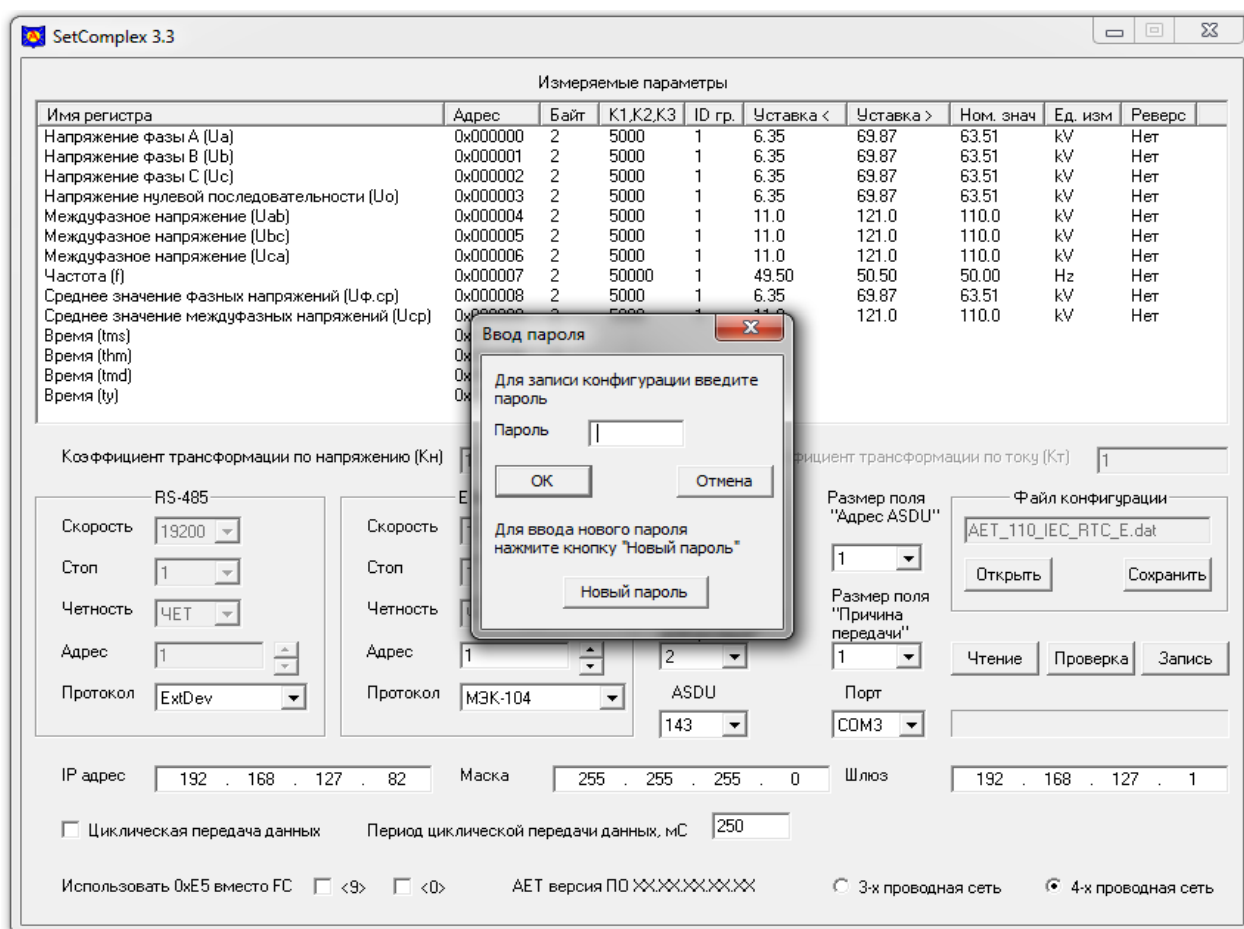 SetComplex 3.3
Измеряемые параметры
Имя регистра Адрес Байт К1,К2,К3 ID гр. Уставка < Уставка > Ном. знач Ед. изм Реверс
Напряжение фазы А (Ua) 0x000000 2 5000 1 6.35 69.87 63.51 kV Нет
Напряжение фазы В (Ub) 0x000001 2 5000 1 6.35 69.87 63.51 kV Нет
Напряжение фазы С (Uc) 0x000002 2 5000 1 6.35 69.87 63.51 kV Нет
Напряжение нулевой последовательности (Uo) 0x000003 2 5000 1 6.35 69.87 63.51 kV Нет
Междуфазное напряжение (Uab) 0x000004 2 5000 1 11.0 121.0 110.0 kV Нет
Междуфазное напряжение (Ubc) 0x000005 2 5000 1 11.0 121.0 110.0 kV Нет
Междуфазное напряжение (Uca) 0x000006 2 5000 1 11.0 121.0 110.0 kV Нет
Частота (f) 0x000007 2 50000 1 49.50 50.50 50.00 Hz Нет
Среднее значение фазных напряжений (Uф.ср) 0x000008 2 5000 1 6.35 69.87 63.51 kV Нет
Среднее значение междуфазных напряжений (Uср) 121.0 110.0 kV Нет
Время (tms) 0x
Время (thm) 0x
Время (tmd) 0x
Время (ty) 0x
Ввод пароля
Для записи конфигурации введите
пароль
Пароль
OK Отмена
Для ввода нового пароля
нажмите кнопку "Новый пароль"
Новый пароль
Коэффициент трансформации по напряжению (Кн) трансформации по току (Кт) 1
RS-485
Скорость 19200
Стоп 1
Четность ЧЕТ
Адрес 1
Протокол ExtDev
Скорость
Стоп
Четность
Адрес 1
Протокол МЭК-104
2
ASDU
143
Размер поля
"Адрес ASDU"
1
Размер поля
"Причина
передачи"
1
Порт
COM3
Файл конфигурации
AET_110_IEC_RTC_E.dat
Открыть Сохранить
Чтение Проверка Запись
IP адрес 192 . 168 . 127 . 82 Маска 255 . 255 . 255 . 0 Шлюз 192 . 168 . 127 . 1
Циклическая передача данных Период циклической передачи данных, мС 250
Использовать 0xE5 вместо FC <9> <0> АЕТ версия ПО XX.XX.XX.XX.XX 3-х проводная сеть 4-х проводная сеть